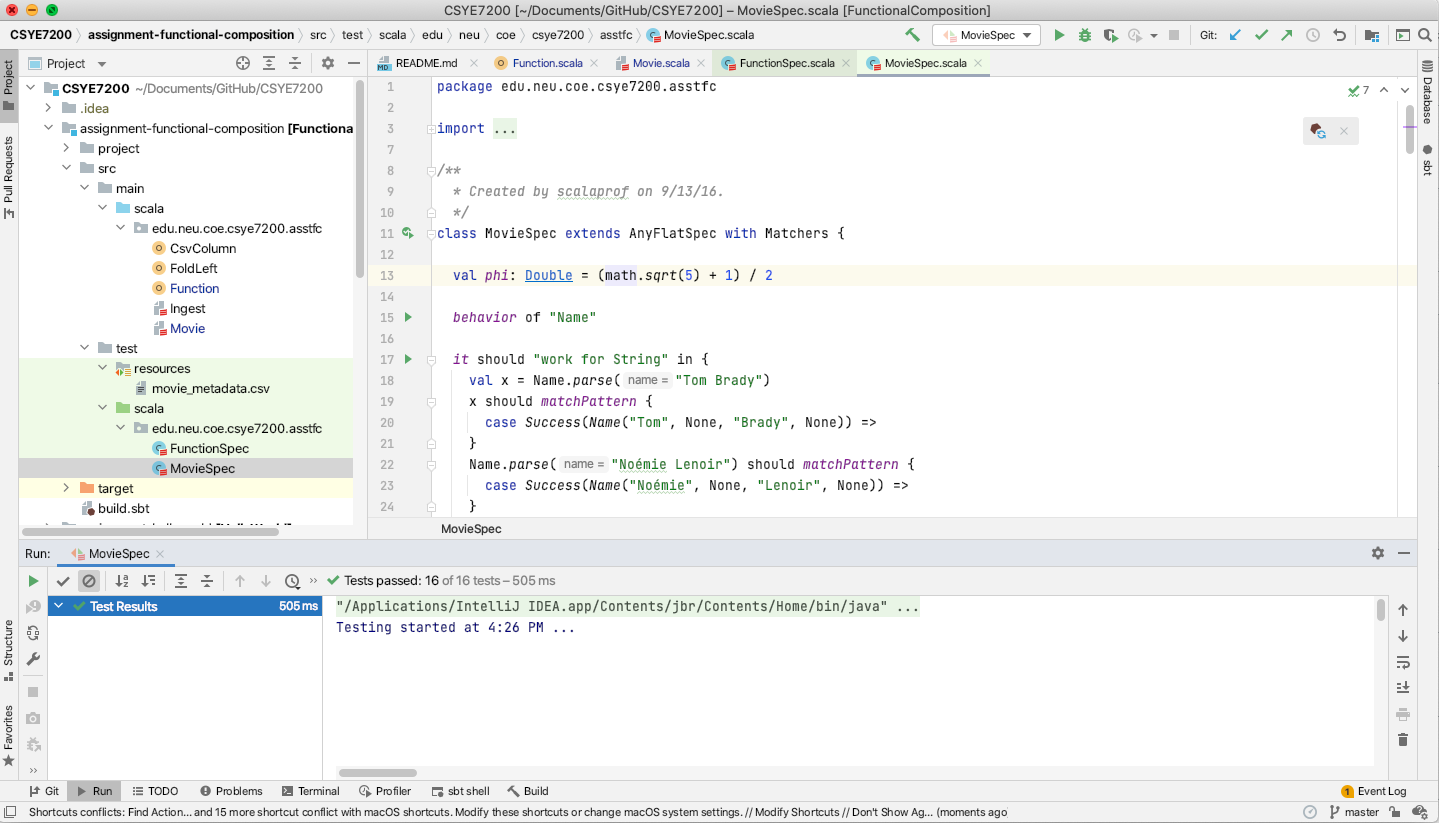 CSYE7200 [~/Documents/GitHub/CSYE7200] – MovieSpec.scala [FunctionalComposition]
CSYE7200 assignment-functional-composition src test scala edu neu coe csye7200 asstfc MovieSpec.scala MovieSpec Git:
Project
README.md Function.scala Movie.scala FunctionSpec.scala MovieSpec.scala
Project
Pull Requests
Structure
Favorites
CSYE7200 ~/Documents/GitHub/CSYE7200
.idea
assignment-functional-composition [Functiona
project
src
main
scala
edu.neu.coe.csye7200.asstfc
CsvColumn
FoldLeft
Function
Ingest
Movie
test
resources
movie_metadata.csv
scala
edu.neu.coe.csye7200.asstfc
FunctionSpec
MovieSpec
target
build.sbt
1 package edu.neu.coe.csye7200.asstfc
2
3 import ...
7
8 /**
9 * Created by scalaprof on 9/13/16.
10 */
11 class MovieSpec extends AnyFlatSpec with Matchers {
12
13 val phi: Double = (math.sqrt(5) + 1) / 2
14
15 behavior of "Name"
16
17 it should "work for String" in {
18 val x = Name.parse( name = "Tom Brady")
19 x should matchPattern {
20 case Success(Name("Tom", None, "Brady", None)) =>
21 }
22 Name.parse( name = "Noémie Lenoir") should matchPattern {
23 case Success(Name("Noémie", None, "Lenoir", None)) =>
24 }
7
Database
sbt
MovieSpec
Run: MovieSpec
Tests passed: 16 of 16 tests – 505 ms
Test Results 505 ms
"/Applications/IntelliJ IDEA.app/Contents/jbr/Contents/Home/bin/java" ...
Testing started at 4:26 PM ...
Git Run TODO Problems Terminal Profiler sbt shell Build 1 Event Log
Shortcuts conflicts: Find Action... and 15 more shortcut conflict with macOS shortcuts. Modify these shortcuts or change macOS system settings. // Modify Shortcuts // Don't Show Ag... (moments ago) master